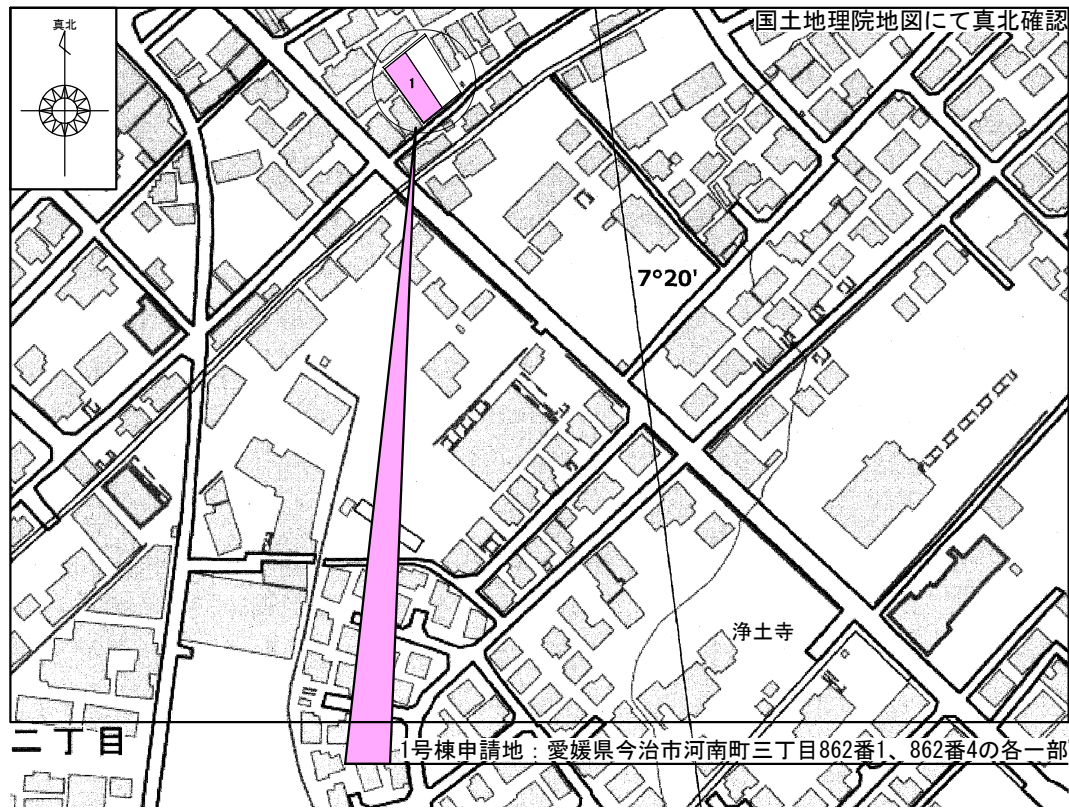 真北
国土地理院地図にて真北確認
1
7°20'
浄土寺
二丁目
1号棟申請地：愛媛県今治市河南町三丁目862番1、862番4の各一部